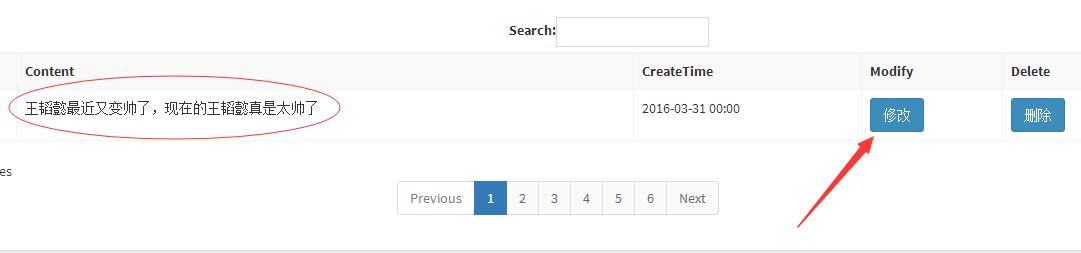 Search:
Content CreateTime Modify Delete
王韬懿最近又变帅了，现在的王韬懿真是太帅了 2016-03-31 00:00 修改 删除
es
Previous 1 2 3 4 5 6 Next